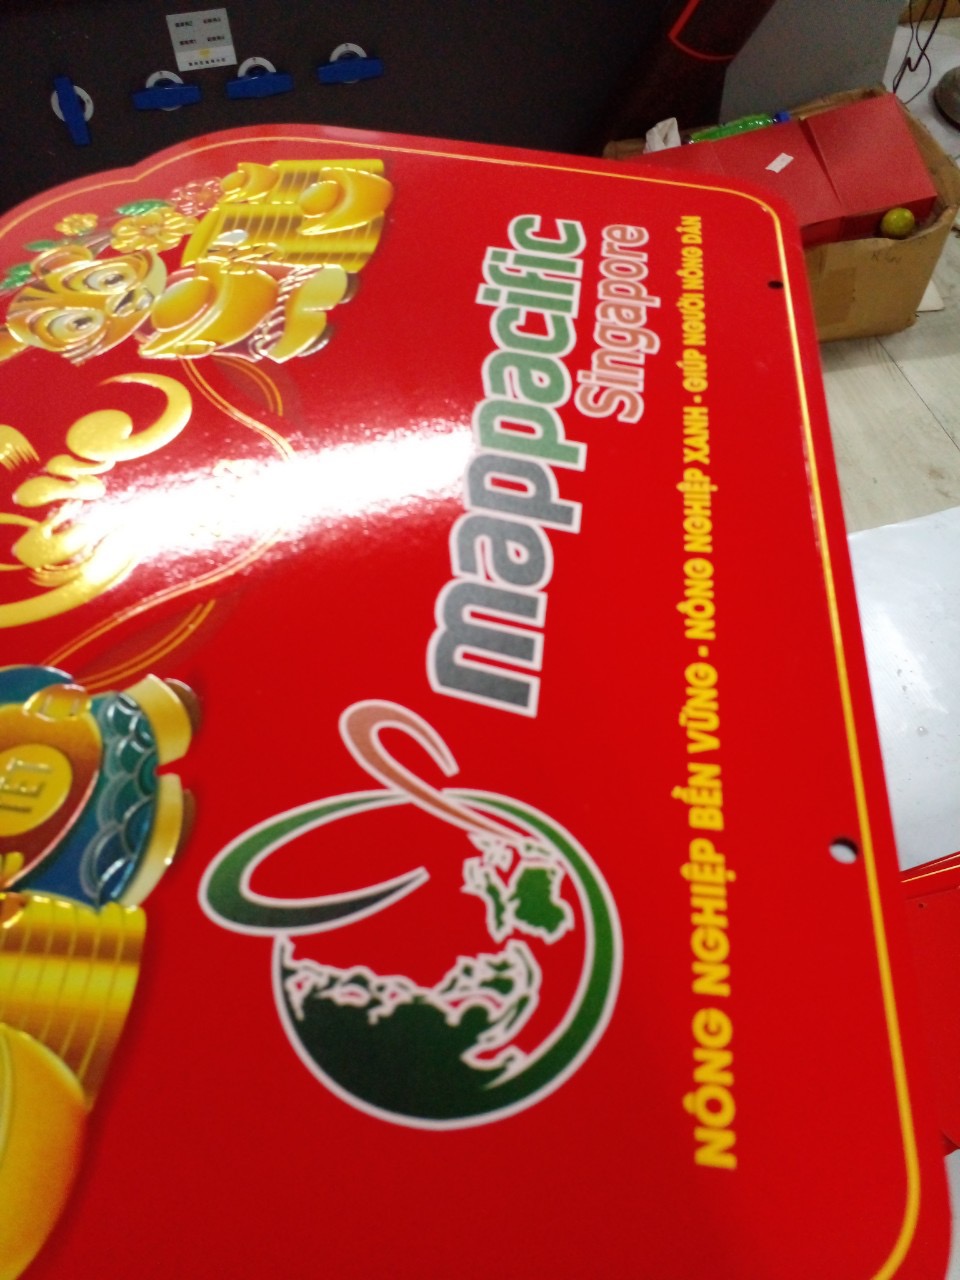 mappacific
Singapore
NÔNG NGHIỆP BỀN VỮNG - NÔNG NGHIỆP XANH - GIÚP NGƯỜI NÔNG DÂN